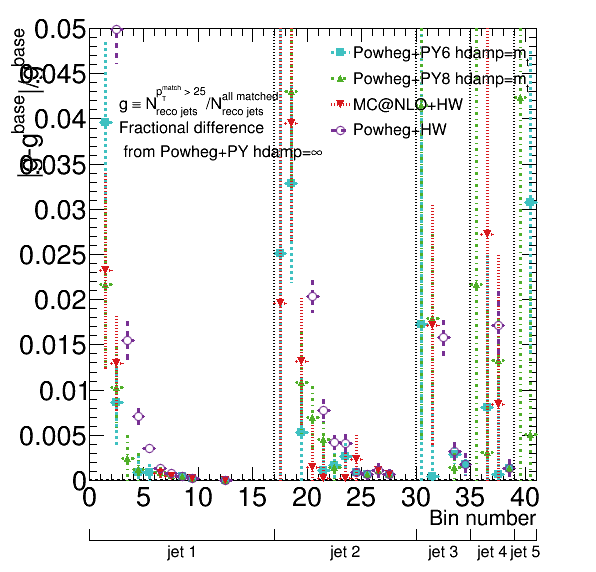 0.05
0.045
0.04
0.035
0.03
0.025
0.02
0.015
0.01
0.005
0
|g-g^base|/g^base
Powheg+PY6 hdamp=m_t
Powheg+PY8 hdamp=m_t
MC@NLO+HW
Powheg+HW
g ≡ N_reco jets^{p_T^match > 25} /N_reco jets^all matched
Fractional difference
from Powheg+PY hdamp=∞
0 5 10 15 20 25 30 35 40
Bin number
jet 1 jet 2 jet 3 jet 4 jet 5